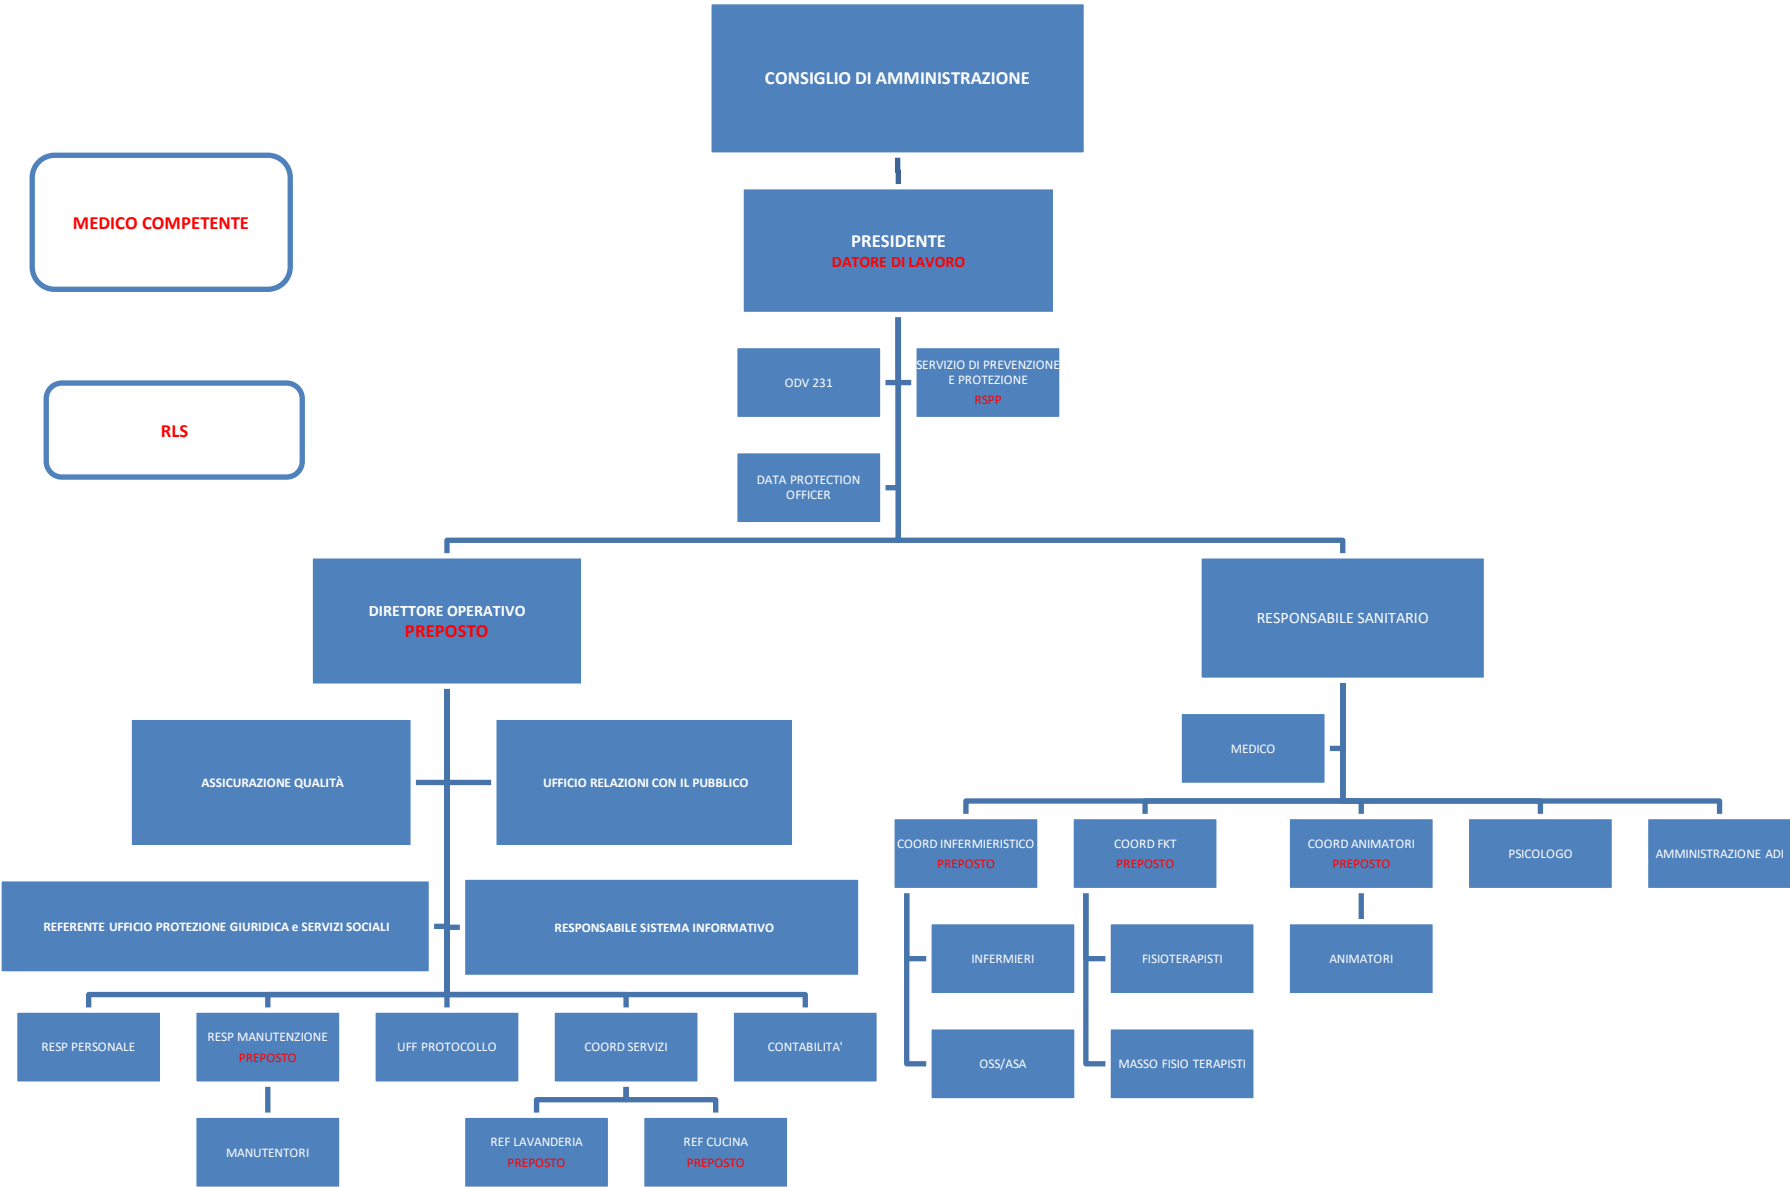 CONSIGLIO DI AMMINISTRAZIONE
MEDICO COMPETENTE
PRESIDENTE
DATORE DI LAVORO
ODV 231
SERVIZIO DI PREVENZIONE
E PROTEZIONE
RSPP
RLS
DATA PROTECTION
OFFICER
DIRETTORE OPERATIVO
PREPOSTO
RESPONSABILE SANITARIO
ASSICURAZIONE QUALITÀ
UFFICIO RELAZIONI CON IL PUBBLICO
REFERENTE UFFICIO PROTEZIONE GIURIDICA e SERVIZI SOCIALI
RESPONSABILE SISTEMA INFORMATIVO
RESP PERSONALE
RESP MANUTENZIONE
PREPOSTO
UFF PROTOCOLLO
COORD SERVIZI
CONTABILITA'
MANUTENTORI
REF LAVANDERIA
PREPOSTO
REF CUCINA
PREPOSTO
MEDICO
COORD INFERMIERISTICO
PREPOSTO
COORD FKT
PREPOSTO
COORD ANIMATORI
PREPOSTO
PSICOLOGO
AMMINISTRAZIONE ADI
INFERMIERI
FISIOTERAPISTI
ANIMATORI
OSS/ASA
MASSO FISIO TERAPISTI